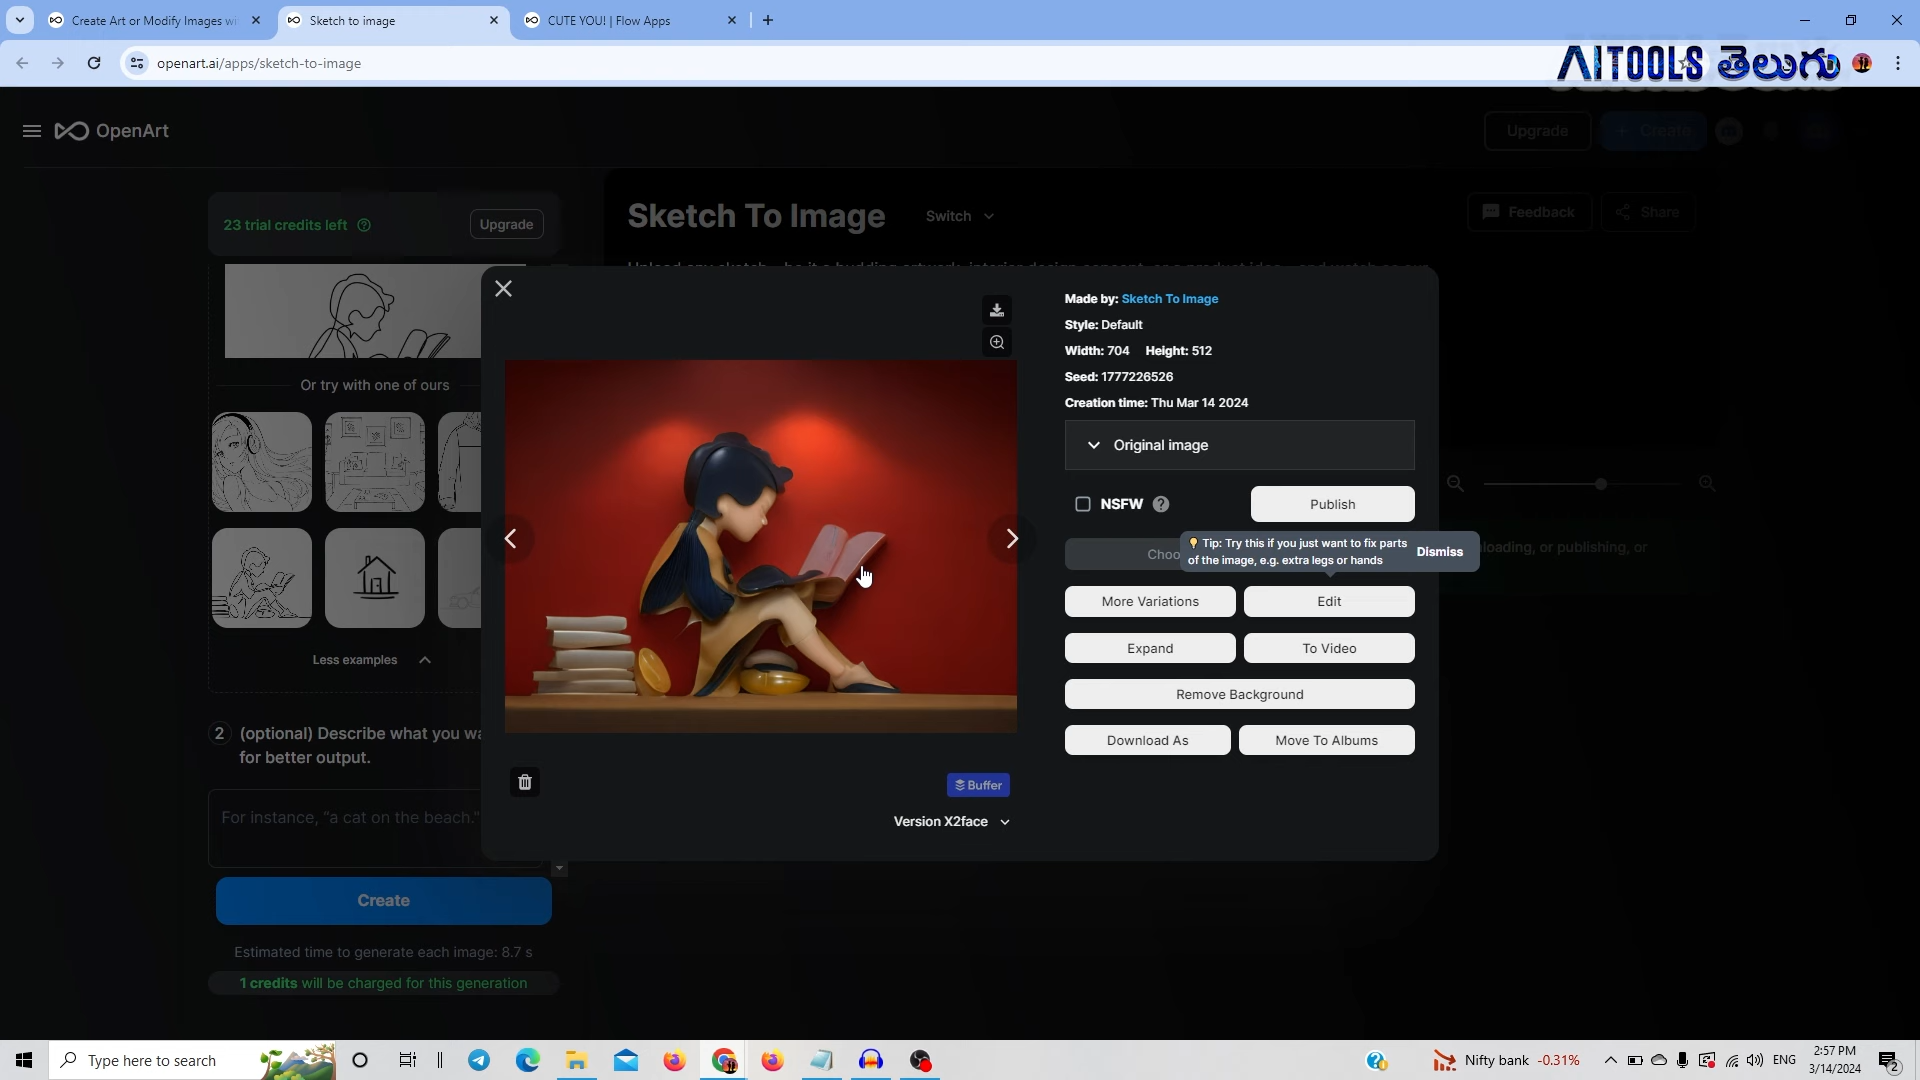 Create Art or Modify Images wi
Sketch to image
CUTE YOU! | Flow Apps
openart.ai/apps/sketch-to-image
AITOOLS తెలుగు
OpenArt
Upgrade
+ Create
23 trial credits left
Upgrade
Sketch To Image
Switch
Feedback
Share
Made by: Sketch To Image
Style: Default
Width: 704 Height: 512
Seed: 1777226526
Creation time: Thu Mar 14 2024
Or try with one of ours
Original image
NSFW
Publish
Choo
Tip: Try this if you just want to fix parts
of the image, e.g. extra legs or hands
Dismiss
loading, or publishing, or
More Variations
Edit
Expand
To Video
Less examples
Remove Background
2 (optional) Describe what you wa
for better output.
Download As
Move To Albums
Buffer
For instance, "a cat on the beach."
Version X2face
Create
Estimated time to generate each image: 8.7 s
1 credits will be charged for this generation
Type here to search
Nifty bank -0.31%
ENG
2:57 PM
3/14/2024
2